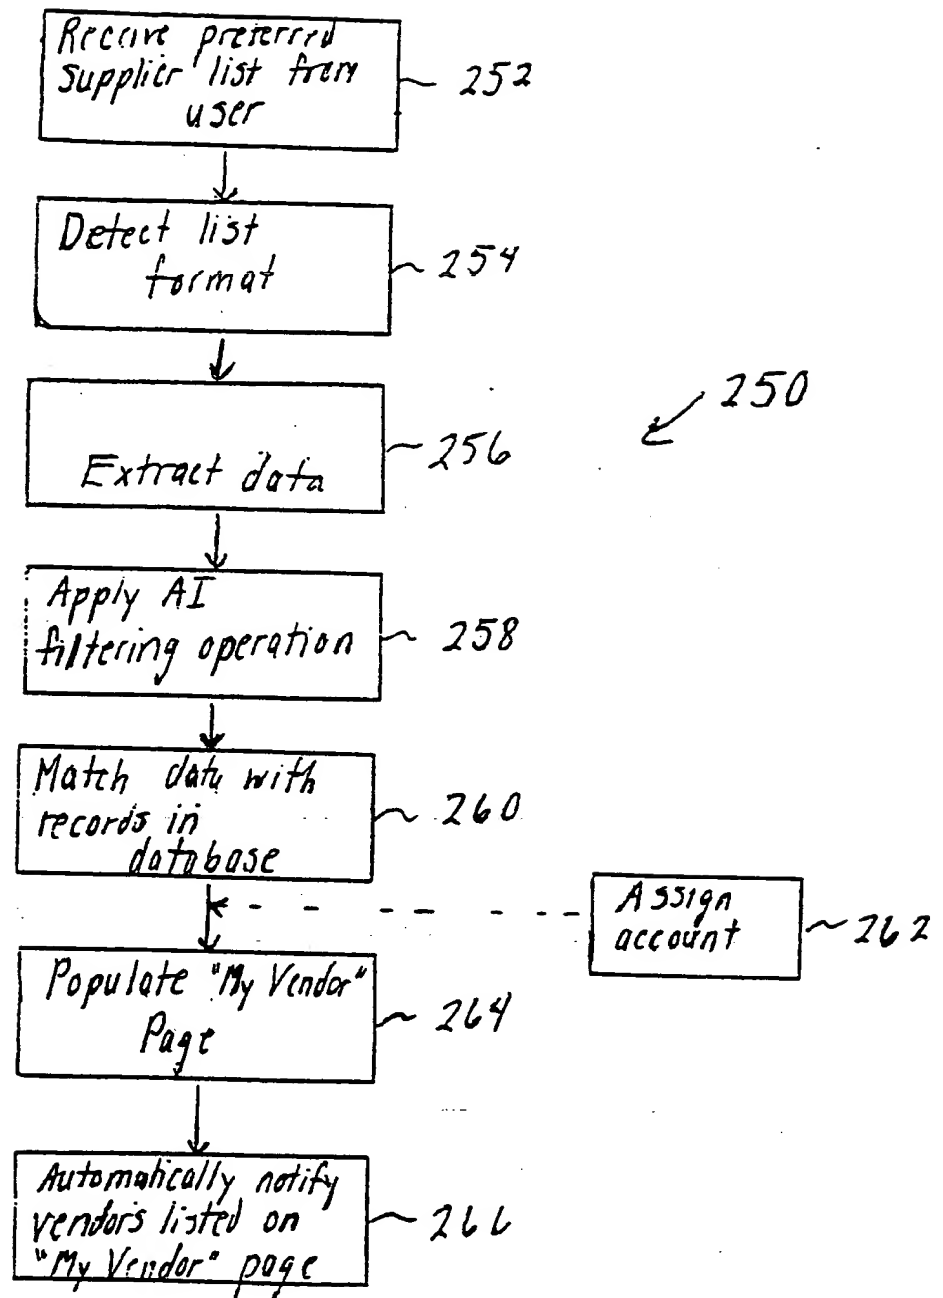 Receive preferred
supplier list from
user
252
Detect list
format
254
250
Extract data
256
Apply AI
filtering operation
258
Match data with
records in
database
260
Assign
account
262
Populate "My Vendor"
Page
264
Automatically notify
vendors listed on
"My Vendor" page
266